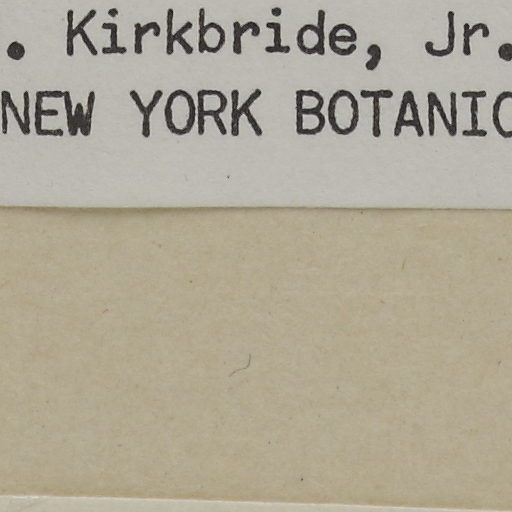 . Kirkbride, Jr.
NEW YORK BOTANIC